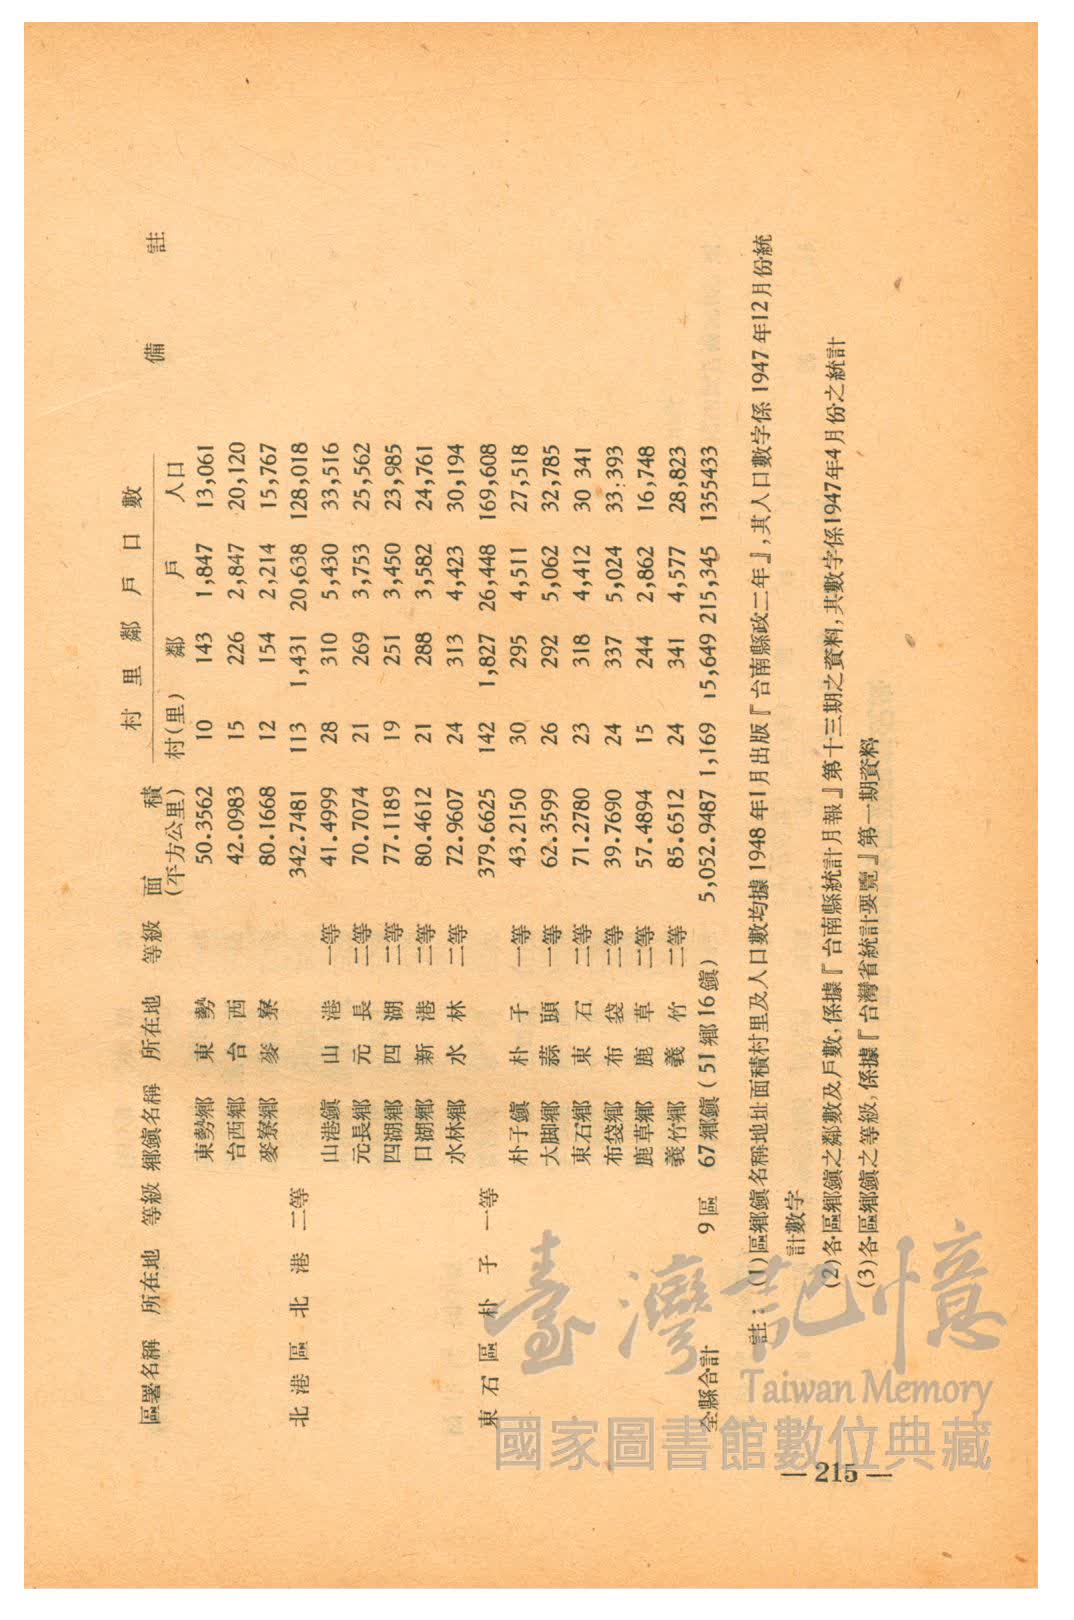 村里鄰戶口數
區署名稱 所在地 等級 鄉鎭名稱 所在地 等級 面積 備註
(平方公里) 村(里) 鄰 戶 人口
東勢鄉 東勢 50.3562 10 143 1,847 13,061
台西鄉 台西 42.0983 15 226 2,847 20,120
麥寮鄉 麥寮 80.1668 12 154 2,214 15,767
北港區 北港 二等 342.7481 113 1,431 20,638 128,018
山港鎭 山港 一等 41.4999 28 310 5,430 33,516
元長鄉 元長 二等 70.7074 21 269 3,753 25,562
四湖鄉 四湖 二等 77.1189 19 251 3,450 23,985
口湖鄉 新港 二等 80.4612 21 288 3,582 24,761
水林鄉 水林 二等 72.9607 24 313 4,423 30,194
東石區 朴子 一等 379.6625 142 1,827 26,448 169,608
朴子鎭 朴子 一等 43.2150 30 295 4,511 27,518
大脚鄉 蒜頭 一等 62.3599 26 292 5,062 32,785
東石鄉 東石 二等 71.2780 23 318 4,412 30 341
布袋鄉 布袋 二等 39.7690 24 337 5,024 33,393
鹿草鄉 鹿草 二等 57.4894 15 244 2,862 16,748
義竹鄉 義竹 二等 85.6512 24 341 4,577 28,823
全縣合計 9區 67鄉鎭(51鄉16鎭) 5,052.9487 1,169 15,649 215,345 1355433
註：(1)區鄉鎭名稱地址面積村里及人口數均據1948年1月出版『台南縣政二年』,其人口數字係1947年12月份統
計數字
(2)各區鄉鎭之鄰數及戶數,係據『台南縣統計月報』第十三期之資料,其數字係1947年4月份之統計
(3)各區鄉鎭之等級,係據『台灣省統計要覽』第一期資料
— 215 —
臺灣記憶
Taiwan Memory
國家圖書館數位典藏